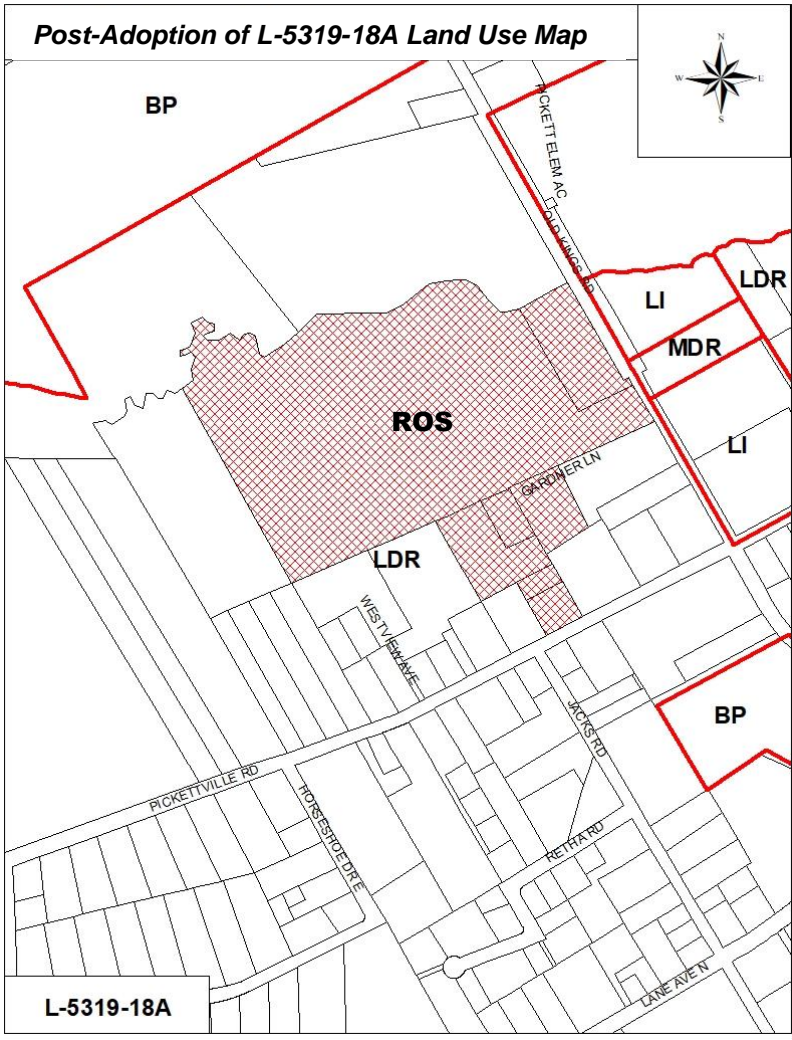 Post-Adoption of L-5319-18A Land Use Map
N
W
E
S
BP
PICKETT ELEM AC
OLD KINGS RD
LDR
LI
MDR
ROS
LI
GARDNER LN
LDR
WESTVIEW AVE
BP
JACKS RD
PICKETTVILLE RD
HORSESHOE DR E
RETHA RD
LANE AVE N
L-5319-18A